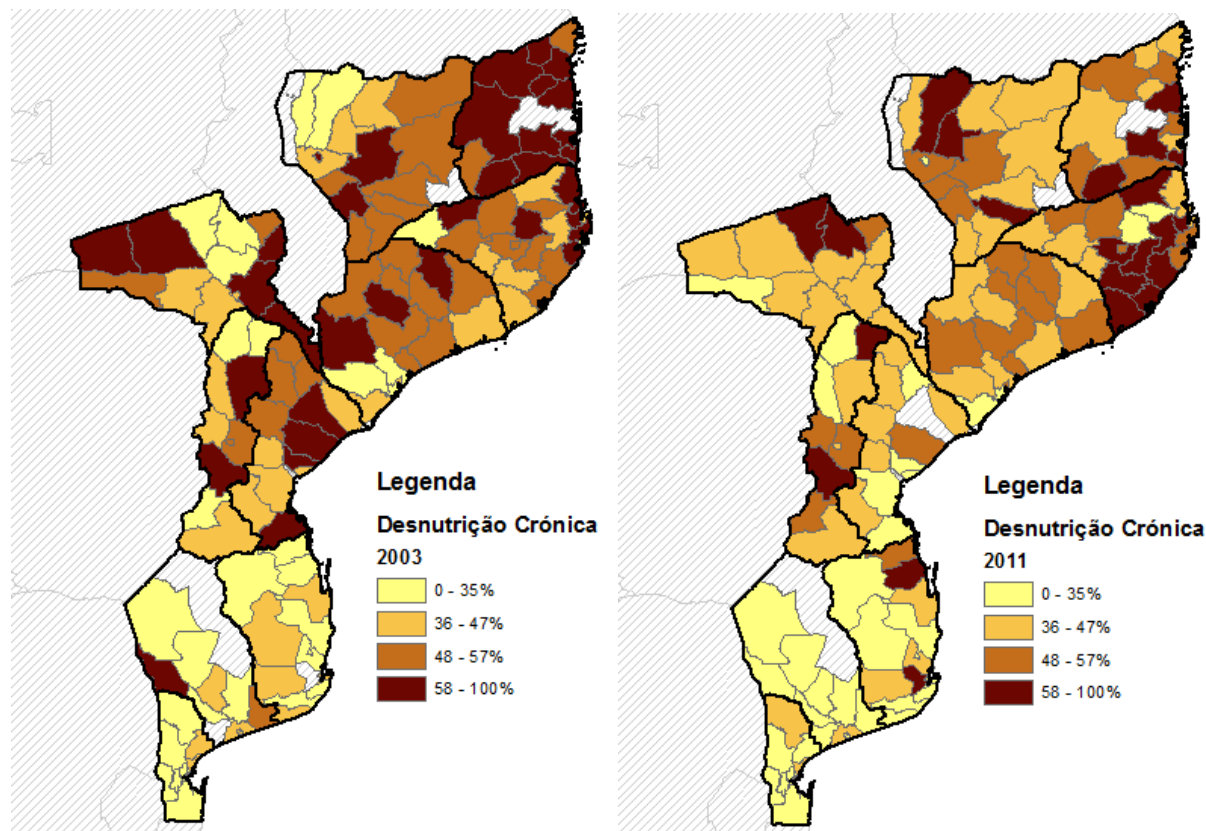 Legenda
Desnutrição Crónica
2003
0 - 35%
36 - 47%
48 - 57%
58 - 100%
Legenda
Desnutrição Crónica
2011
0 - 35%
36 - 47%
48 - 57%
58 - 100%